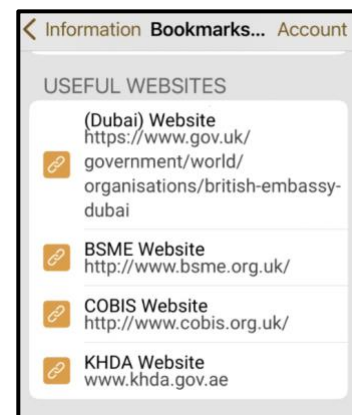 Information Bookmarks... Account
USEFUL WEBSITES
(Dubai) Website
https://www.gov.uk/
government/world/
organisations/british-embassy-
dubai
BSME Website
http://www.bsme.org.uk/
COBIS Website
http://www.cobis.org.uk/
KHDA Website
www.khda.gov.ae